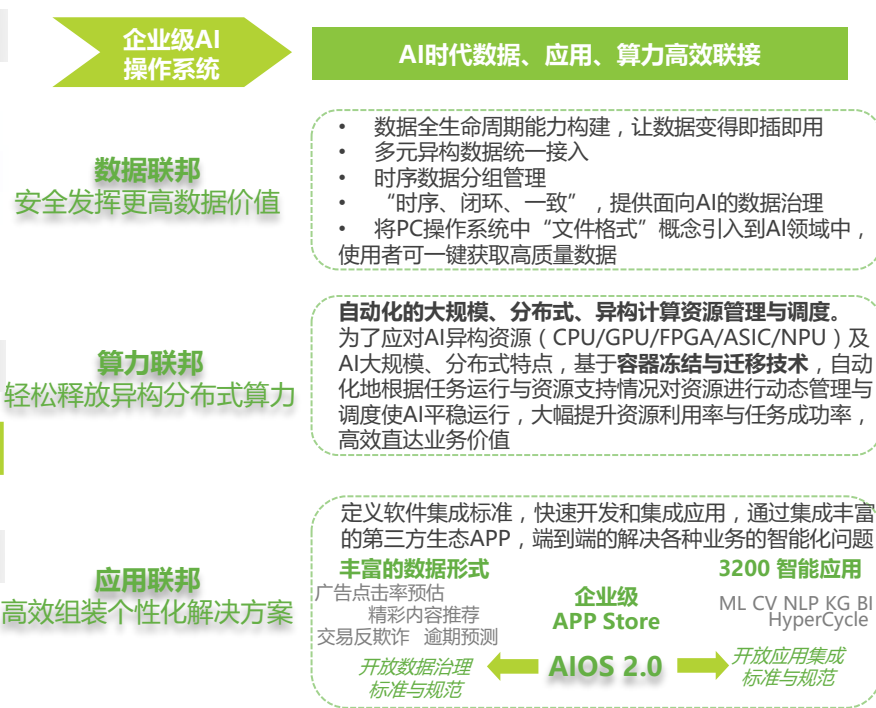 企业级AI
操作系统
AI时代数据、应用、算力高效联接
数据联邦
安全发挥更高数据价值
• 数据全生命周期能力构建，让数据变得即插即用
• 多元异构数据统一接入
• 时序数据分组管理
• “时序、闭环、一致”，提供面向AI的数据治理
• 将PC操作系统中“文件格式”概念引入到AI领域中，
使用者可一键获取高质量数据
算力联邦
轻松释放异构分布式算力
自动化的大规模、分布式、异构计算资源管理与调度。
为了应对AI异构资源（CPU/GPU/FPGA/ASIC/NPU）及
AI大规模、分布式特点，基于容器冻结与迁移技术，自动
化地根据任务运行与资源支持情况对资源进行动态管理与
调度使AI平稳运行，大幅提升资源利用率与任务成功率，
高效直达业务价值
应用联邦
高效组装个性化解决方案
定义软件集成标准，快速开发和集成应用，通过集成丰富
的第三方生态APP，端到端的解决各种业务的智能化问题
丰富的数据形式
广告点击率预估
精彩内容推荐
交易反欺诈 逾期预测
开放数据治理
标准与规范
企业级
APP Store
AIOS 2.0
3200 智能应用
ML CV NLP KG BI
HyperCycle
开放应用集成
标准与规范